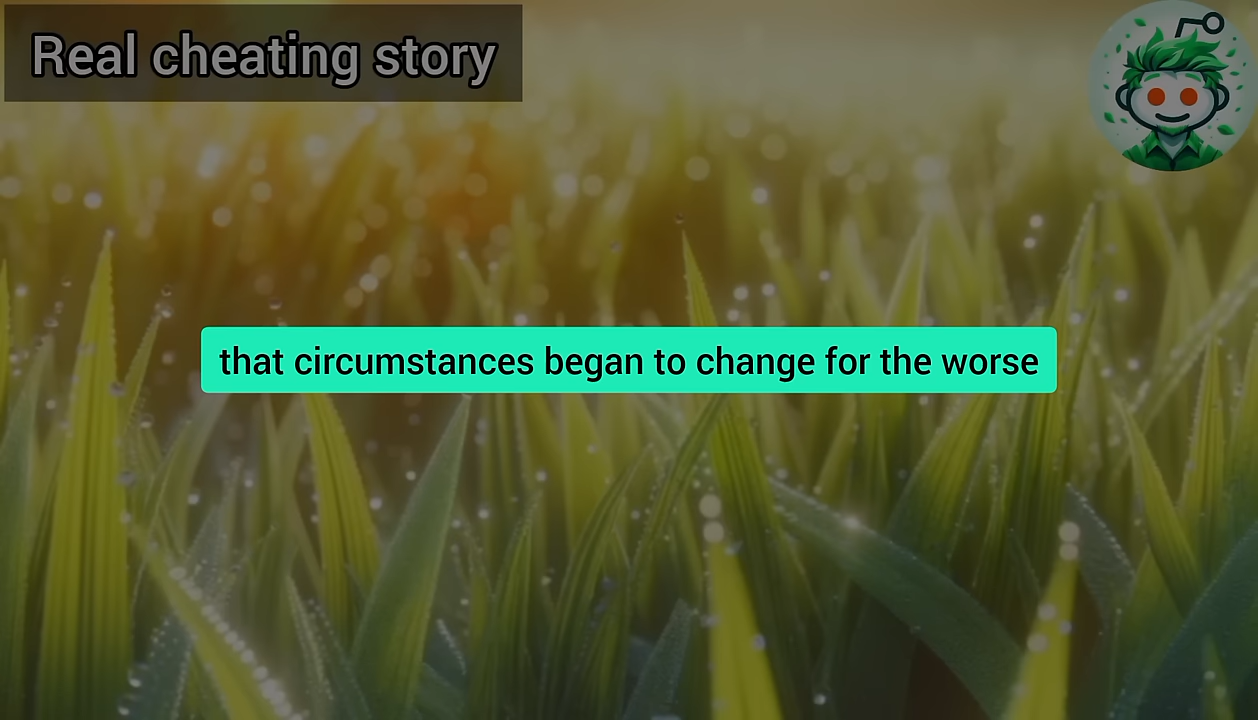 Real cheating story
that circumstances began to change for the worse